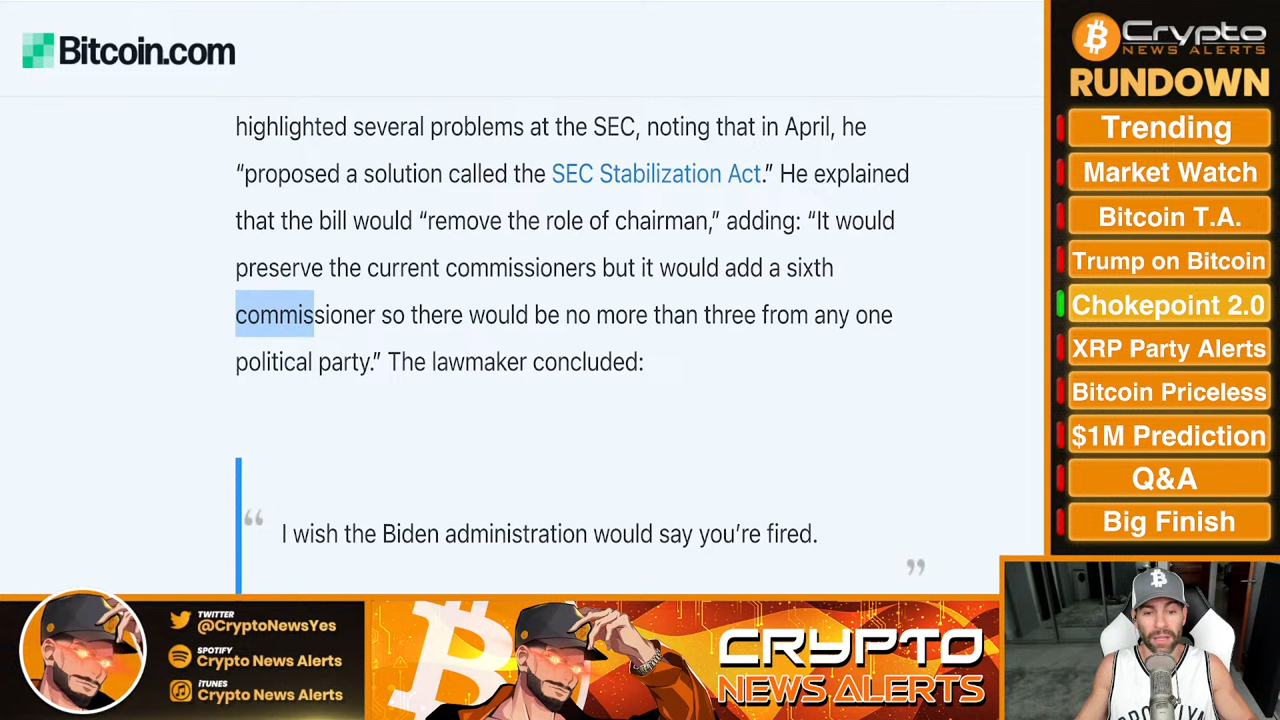 Bitcoin.com
highlighted several problems at the SEC, noting that in April, he
“proposed a solution called the SEC Stabilization Act.” He explained
that the bill would “remove the role of chairman,” adding: “It would
preserve the current commissioners but it would add a sixth
commissioner so there would be no more than three from any one
political party.” The lawmaker concluded:
“
I wish the Biden administration would say you’re fired.
”
Crypto
NEWS ALERTS
RUNDOWN
Trending
Market Watch
Bitcoin T.A.
Trump on Bitcoin
Chokepoint 2.0
XRP Party Alerts
Bitcoin Priceless
$1M Prediction
Q&A
Big Finish
TWITTER
@CryptoNewsYes
SPOTIFY
Crypto News Alerts
iTUNES
Crypto News Alerts
CRYPTO
NEWS ALERTS